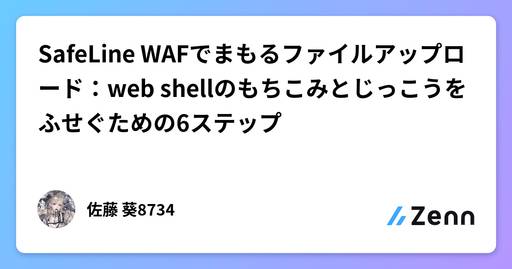 SafeLine WAFでまもるファイルアップロ
ード：web shellのもちこみとじっこうを
ふせぐための6ステップ
佐藤 葵8734
Zenn